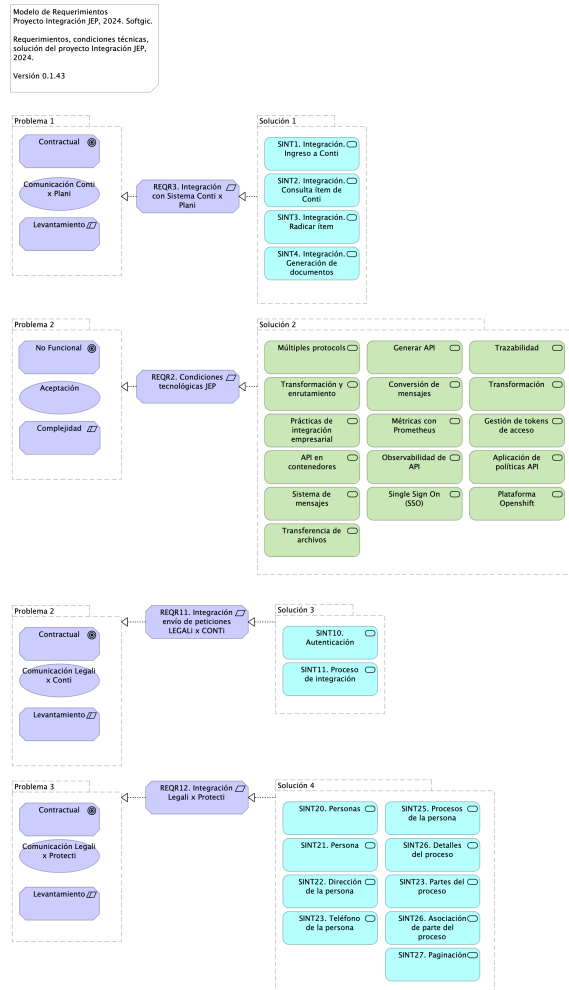 Modelo de Requerimientos
Proyecto Integración JEP, 2024. Softgic.
Requerimientos, condiciones técnicas,
solución del proyecto Integración JEP,
2024.
Versión 0.1.43
Problema 1
Contractual
Comunicación Conti
x Plani
Levantamiento
REQR3. Integración
con Sistema Conti x
Plani
Solución 1
SINT1. Integración.
Ingreso a Conti
SINT2. Integración.
Consulta ítem de
Conti
SINT3. Integración.
Radicar ítem
SINT4. Integración.
Generación de
documentos
Problema 2
No Funcional
Aceptación
Complejidad
REQR2. Condiciones
tecnológicas JEP
Solución 2
Múltiples protocols
Generar API
Trazabilidad
Transformación y
enrutamiento
Conversión de
mensajes
Transformación
Prácticas de
integración
empresarial
Métricas con
Prometheus
Gestión de tokens
de acceso
API en
contenedores
Observabilidad de
API
Aplicación de
políticas API
Sistema de
mensajes
Single Sign On
(SSO)
Plataforma
Openshift
Transferencia de
archivos
Problema 2
Contractual
Comunicación Legali
x Conti
Levantamiento
REQR11. Integración
envío de peticiones
LEGALi x CONTi
Solución 3
SINT10.
Autenticación
SINT11. Proceso
de integración
Problema 3
Contractual
Comunicación Legali
x Protecti
Levantamiento
REQR12. Integración
Legali x Protecti
Solución 4
SINT20. Personas
SINT25. Procesos
de la persona
SINT21. Persona
SINT26. Detalles
del proceso
SINT22. Dirección
de la persona
SINT23. Partes del
proceso
SINT23. Teléfono
de la persona
SINT26. Asociación
de parte del
proceso
SINT27. Paginación